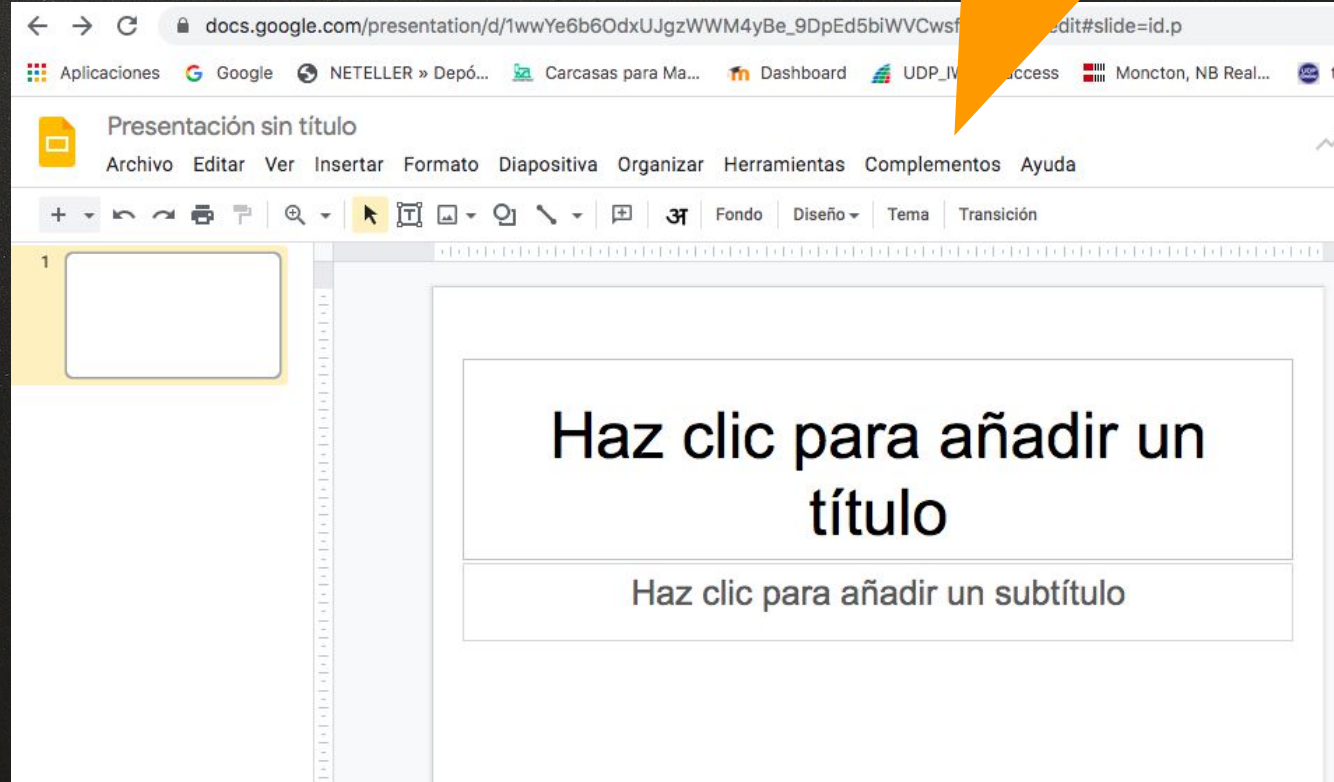 docs.google.com/presentation/d/1wwYe6b6OdxUJgzWWM4yBe_9DpEd5biWVCwsf edit#slide=id.p
Aplicaciones Google NETELLER » Depó... Carcasas para Ma... Dashboard UDP_IW ccess Moncton, NB Real...
Presentación sin título
Archivo Editar Ver Insertar Formato Diapositiva Organizar Herramientas Complementos Ayuda
अ Fondo Diseño Tema Transición
1
Haz clic para añadir un
título
Haz clic para añadir un subtítulo